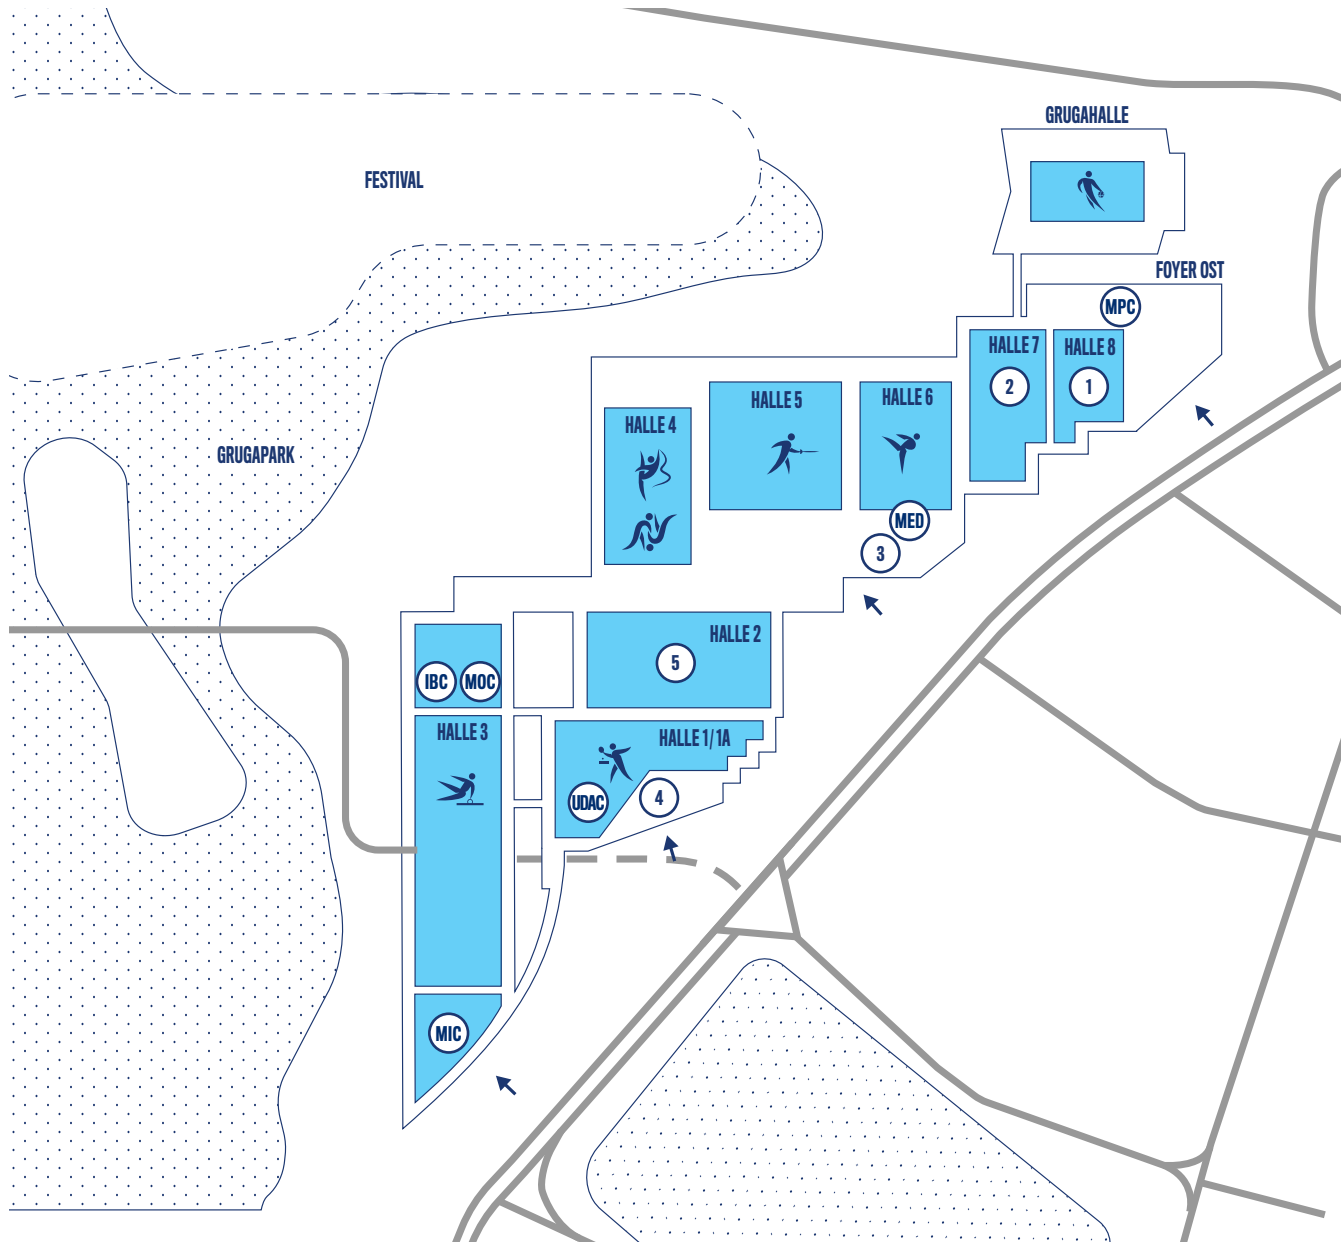 GRUGAHALLE
FESTIVAL
FOYER OST
MPC
HALLE 7
HALLE 8
2
1
HALLE 5
HALLE 6
HALLE 4
GRUGAPARK
MED
3
HALLE 2
5
IBC
MOC
HALLE 3
HALLE 1/1A
UDAC
4
MIC